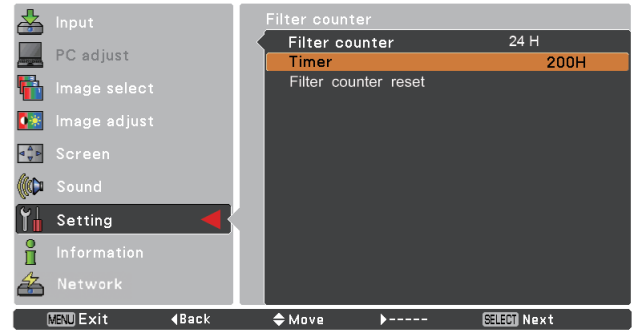 Input
PC adjust
Image select
Image adjust
Screen
Sound
Setting
Information
Network
Filter counter
Filter counter 24 H
Timer 200H
Filter counter reset
MENU Exit Back Move ----- SELECT Next